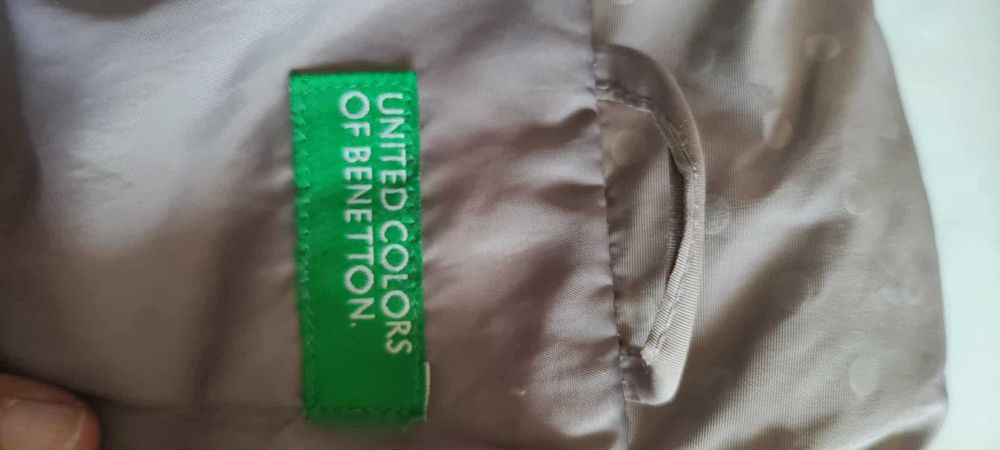 UNITED COLORS
OF BENETTON.